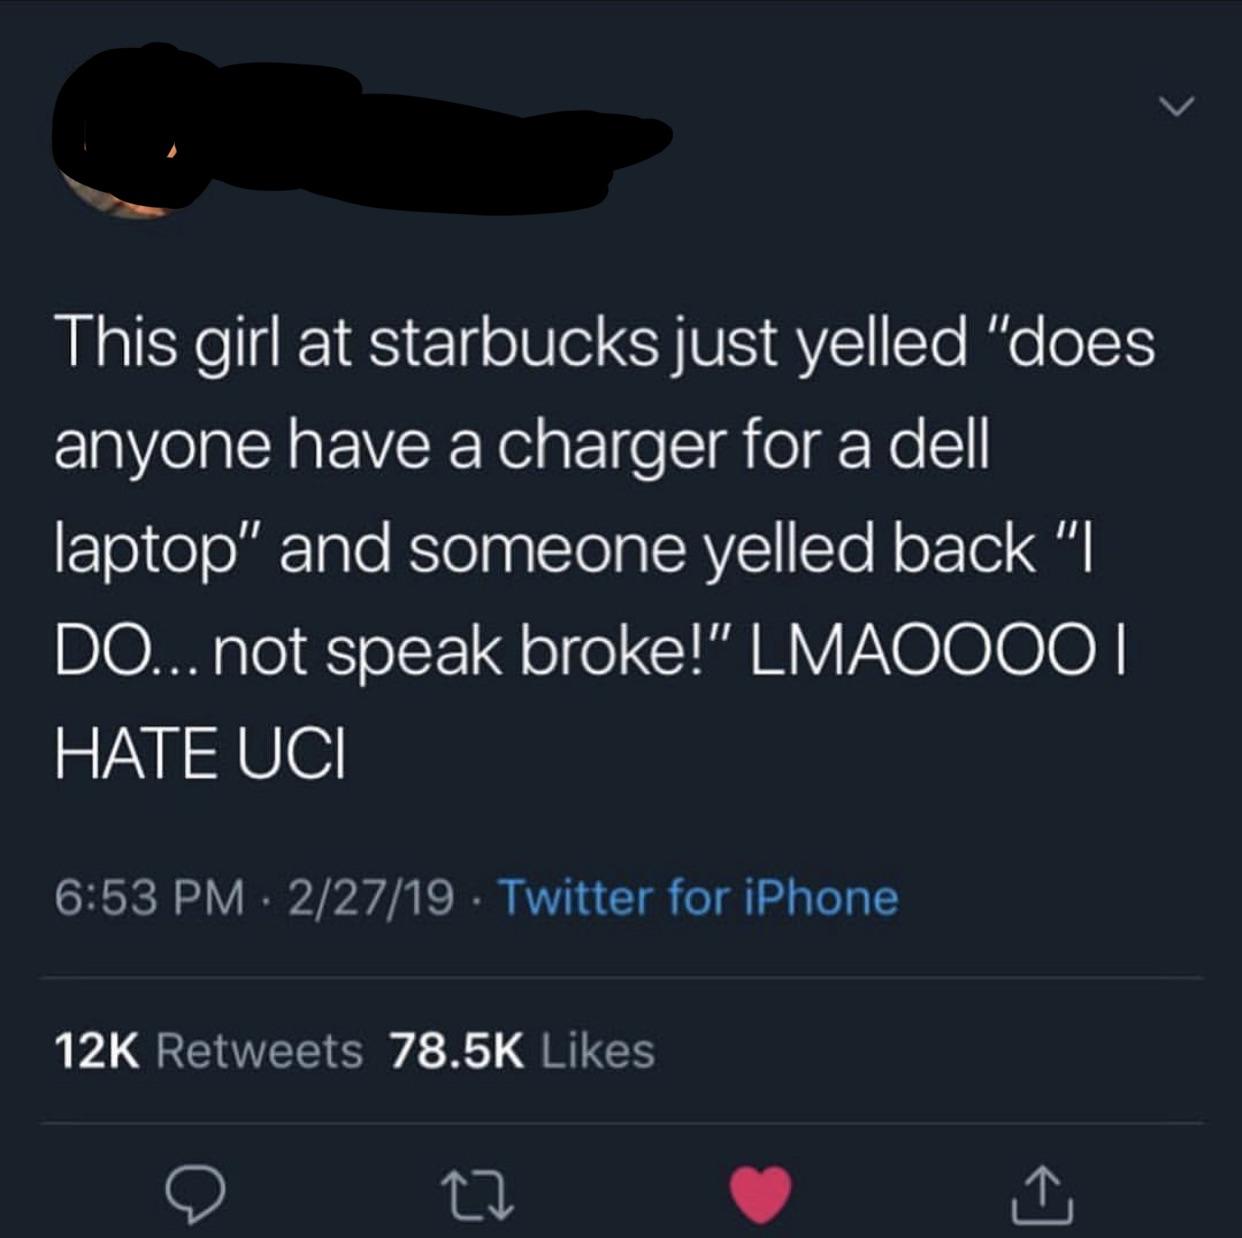 This girl at starbucks just yelled "does
anyone have a charger for a dell
laptop" and someone yelled back "I
DO... not speak broke!" LMAOOOO I
HATE UCI
6:53 PM · 2/27/19 · Twitter for iPhone
12K Retweets 78.5K Likes